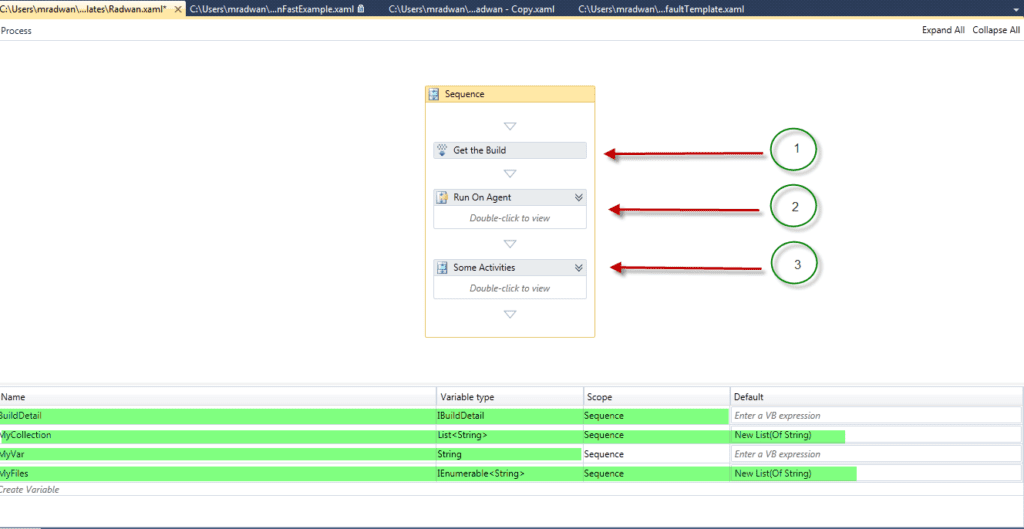 C:\Users\mradwan\...lates\Radwan.xaml* C:\Users\mradwan\...nFastExample.xaml C:\Users\mradwan\...adwan - Copy.xaml C:\Users\mradwan\...faultTemplate.xaml
Process Expand All Collapse All
Sequence
Get the Build
1
Run On Agent
Double-click to view
2
Some Activities
Double-click to view
3
Name Variable type Scope Default
BuildDetail IBuildDetail Sequence Enter a VB expression
MyCollection List<String> Sequence New List(Of String)
MyVar String Sequence Enter a VB expression
MyFiles IEnumerable<String> Sequence New List(Of String)
Create Variable